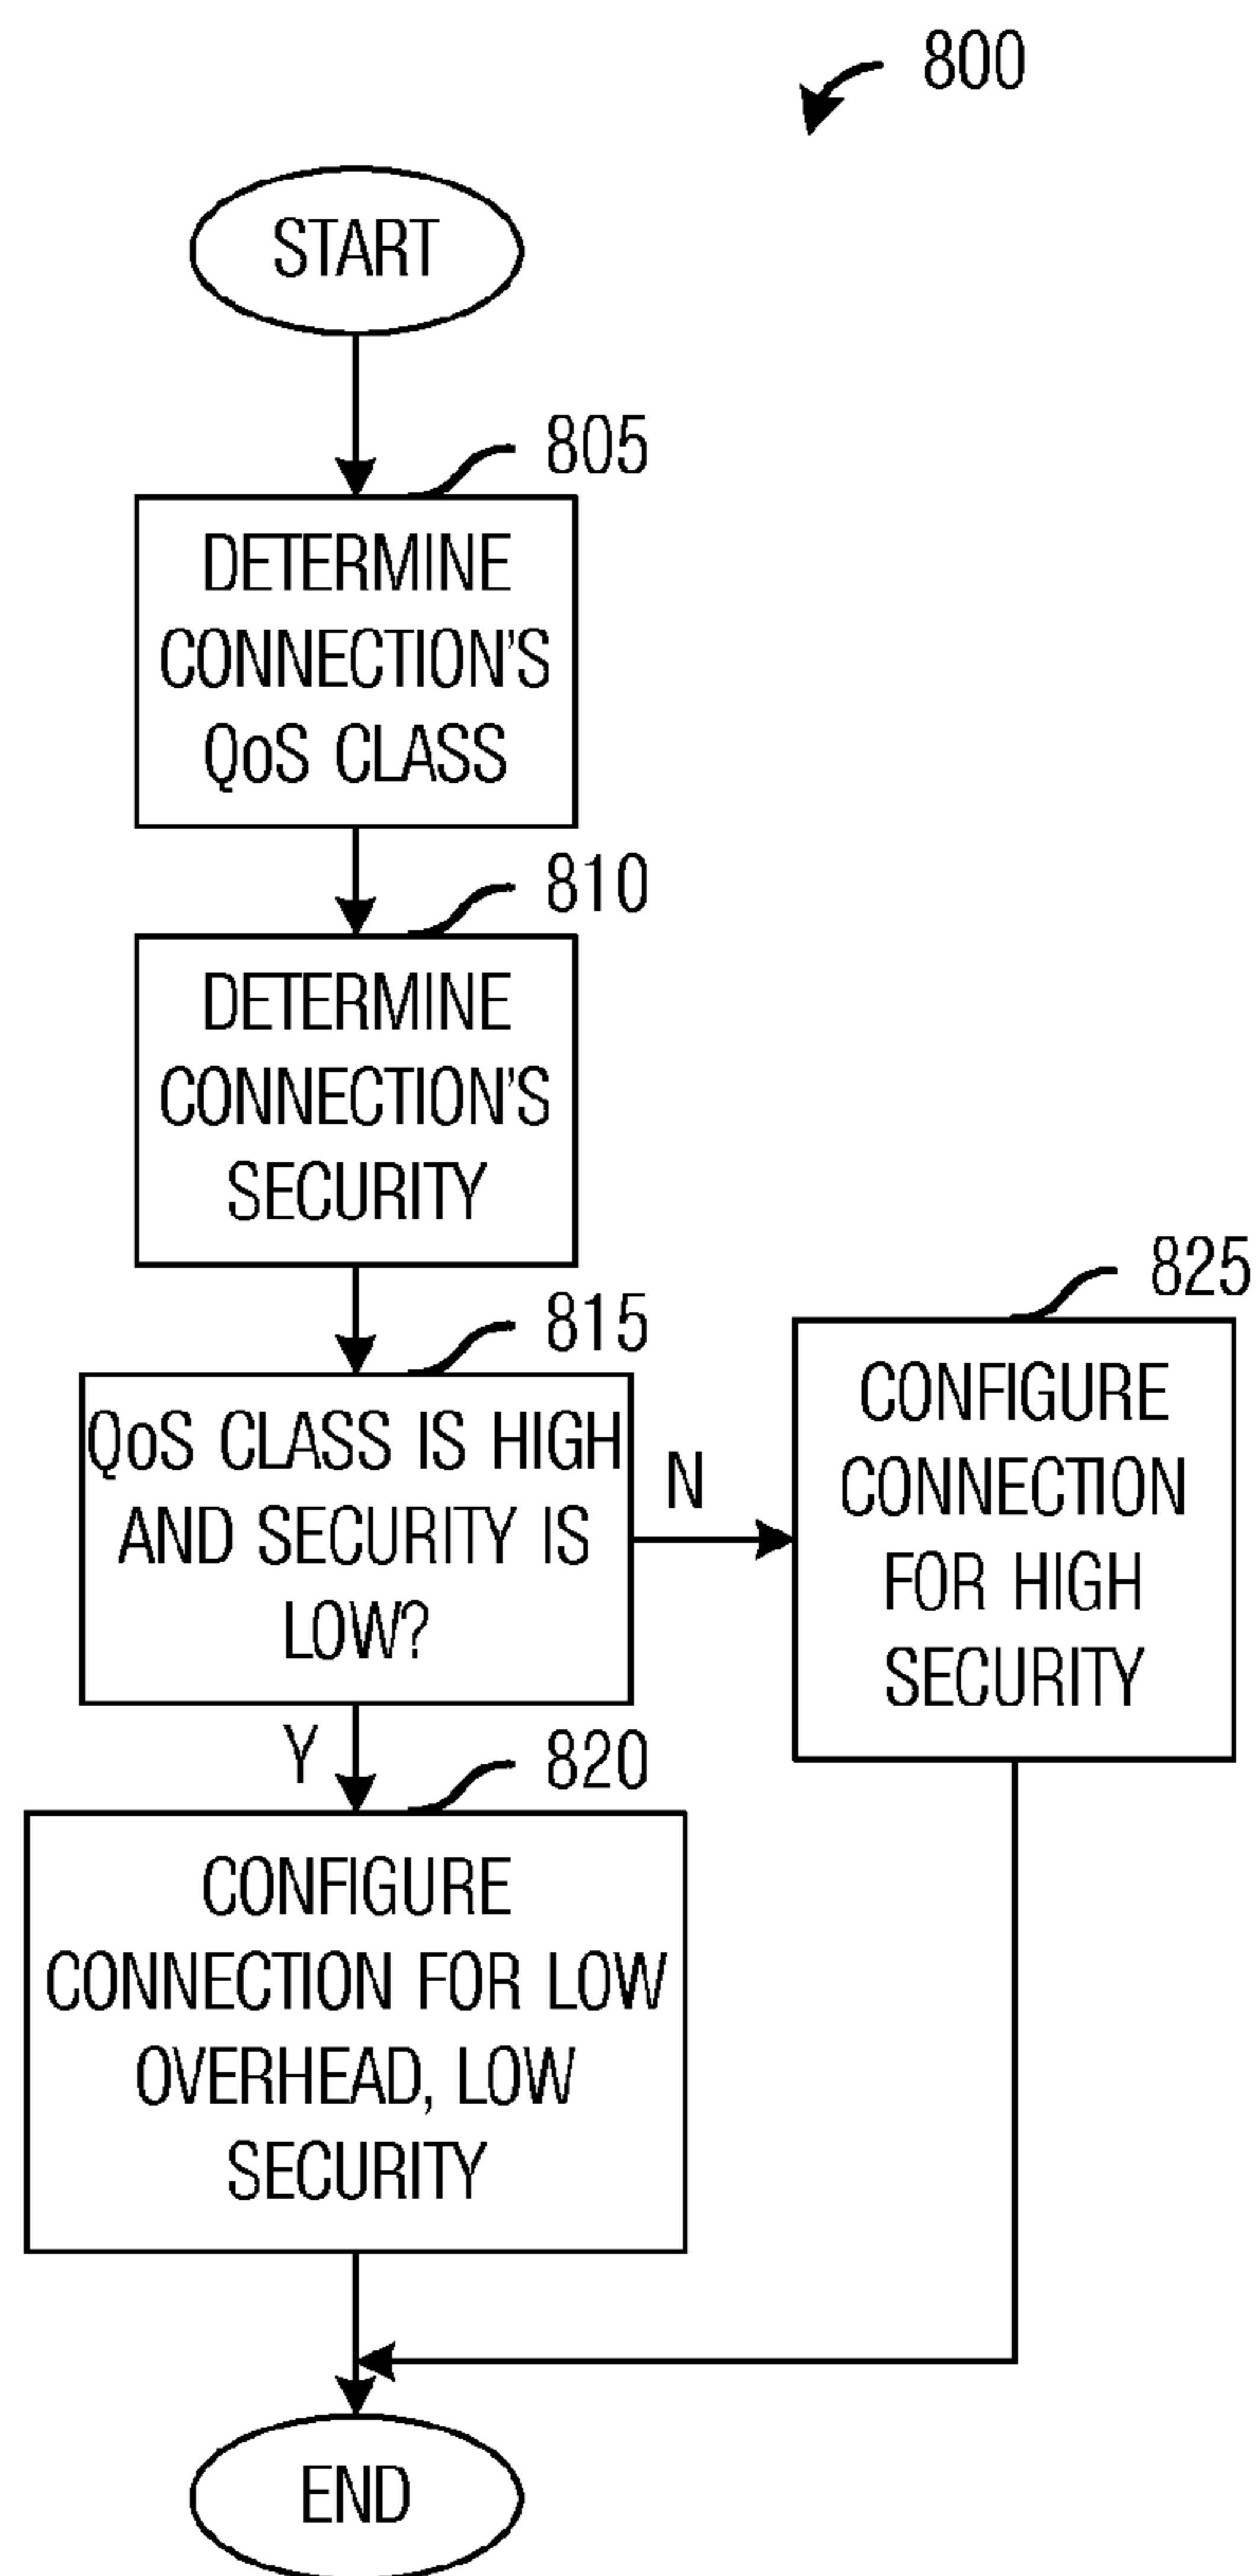 800
START
805
DETERMINE
CONNECTION'S
QoS CLASS
810
DETERMINE
CONNECTION'S
SECURITY
815
QoS CLASS IS HIGH
AND SECURITY IS
LOW?
N
825
CONFIGURE
CONNECTION
FOR HIGH
SECURITY
Y
820
CONFIGURE
CONNECTION FOR LOW
OVERHEAD, LOW
SECURITY
END